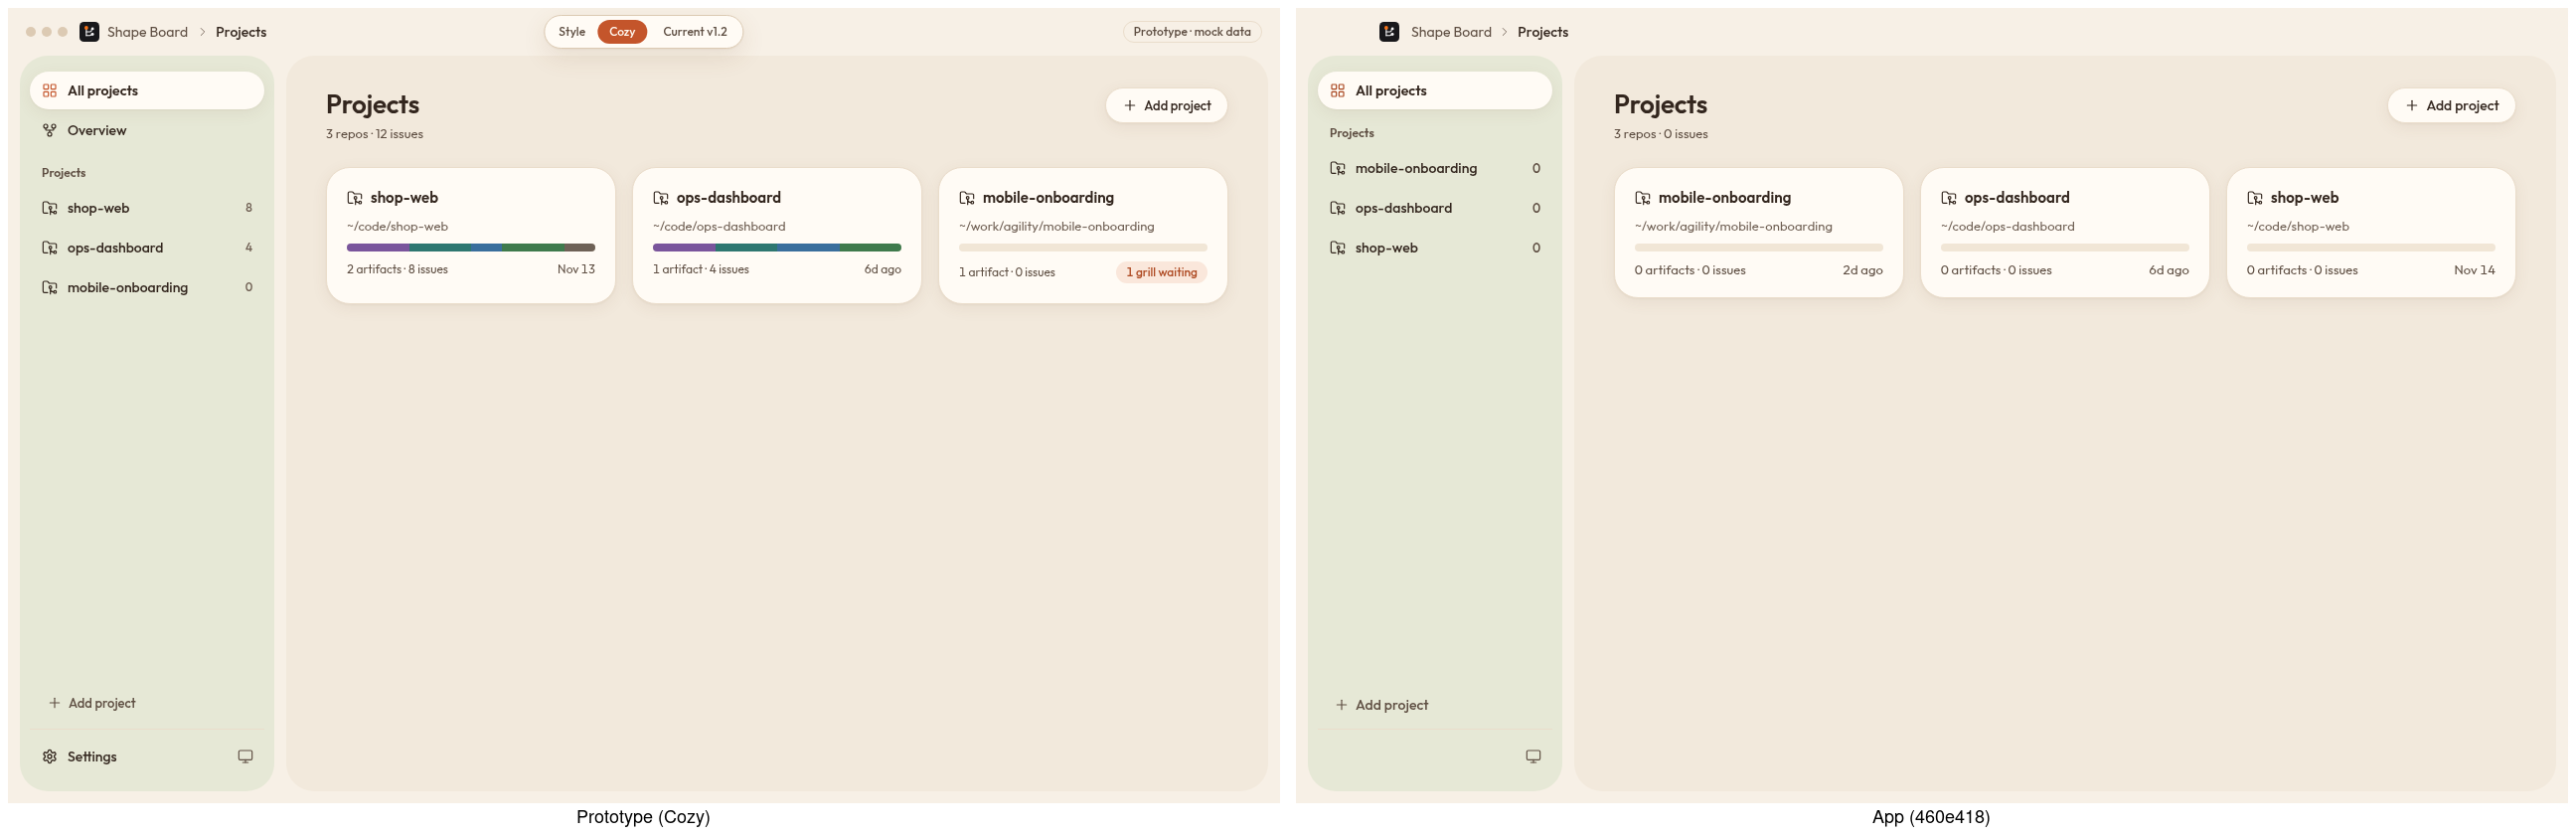 Shape Board > Projects
Style Cozy Current v1.2
Prototype · mock data
All projects
Overview
Projects
shop-web 8
ops-dashboard 4
mobile-onboarding 0
+ Add project
Settings
Projects
3 repos · 12 issues
+ Add project
shop-web
~/code/shop-web
2 artifacts · 8 issues Nov 13
ops-dashboard
~/code/ops-dashboard
1 artifact · 4 issues 6d ago
mobile-onboarding
~/work/agility/mobile-onboarding
1 artifact · 0 issues 1 grill waiting
Prototype (Cozy)
Shape Board > Projects
All projects
Projects
mobile-onboarding 0
ops-dashboard 0
shop-web 0
+ Add project
Projects
3 repos · 0 issues
+ Add project
mobile-onboarding
~/work/agility/mobile-onboarding
0 artifacts · 0 issues 2d ago
ops-dashboard
~/code/ops-dashboard
0 artifacts · 0 issues 6d ago
shop-web
~/code/shop-web
0 artifacts · 0 issues Nov 14
App (460e418)